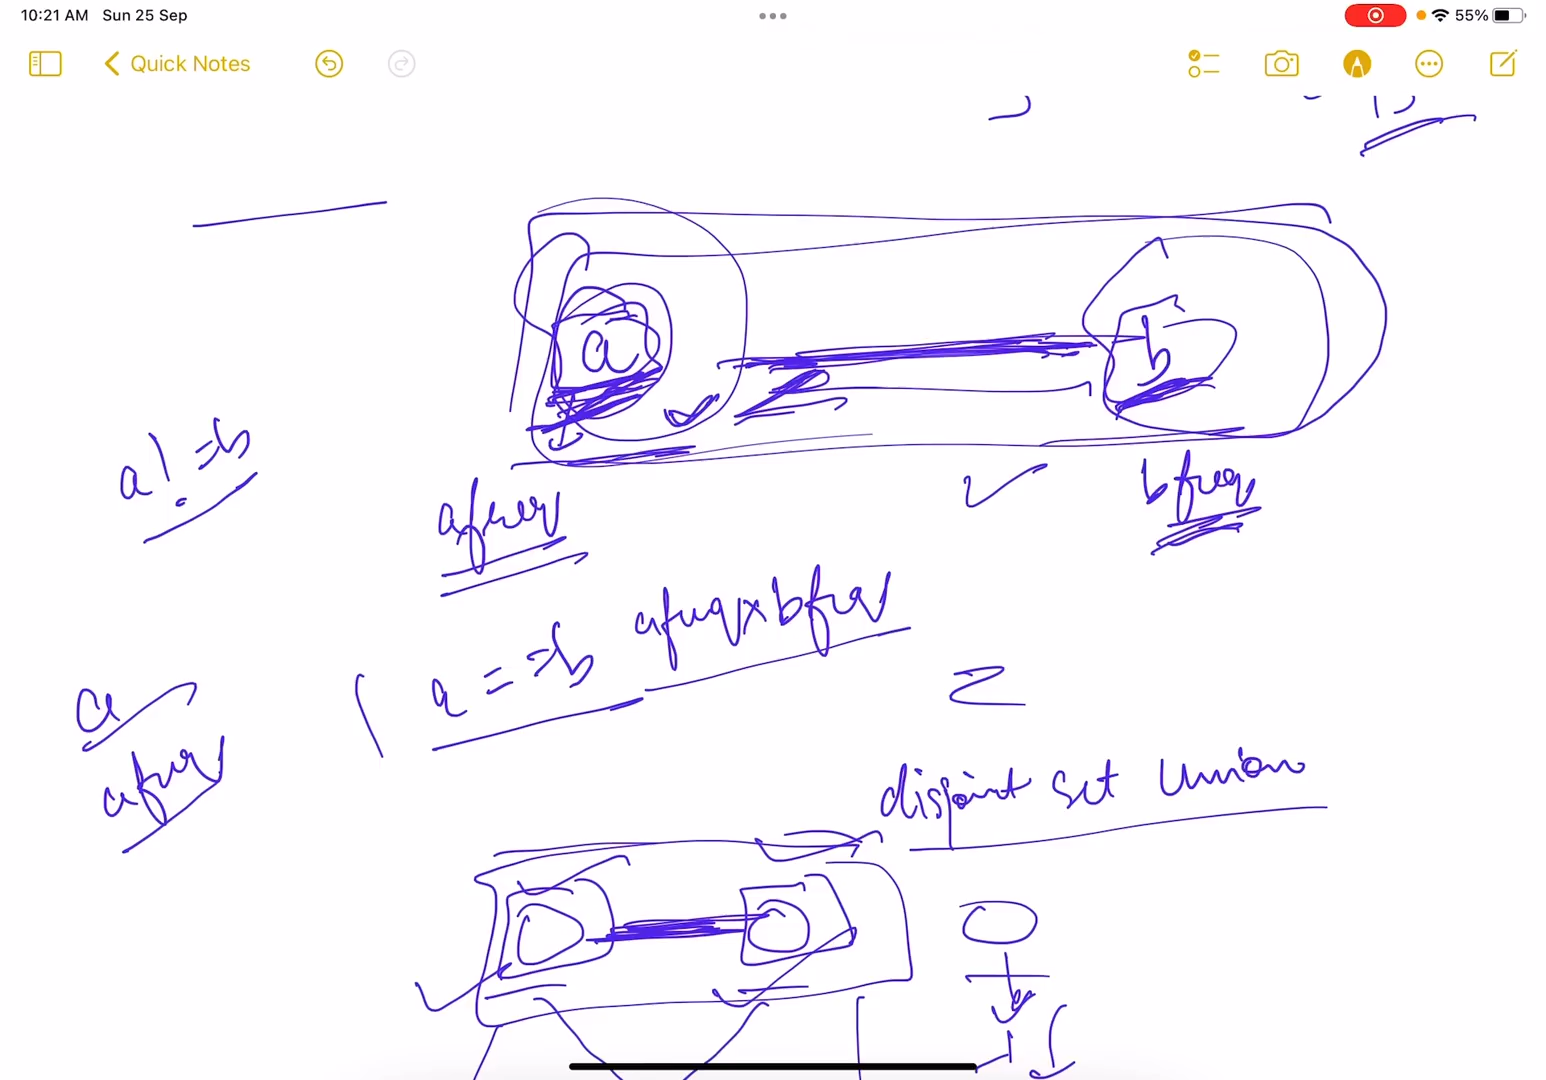 10:21 AM Sun 25 Sep
55%
Quick Notes
a
b
a! =b
afreq
bfreq
a = =b afreq x bfreq
a
afreq
disjoint set union